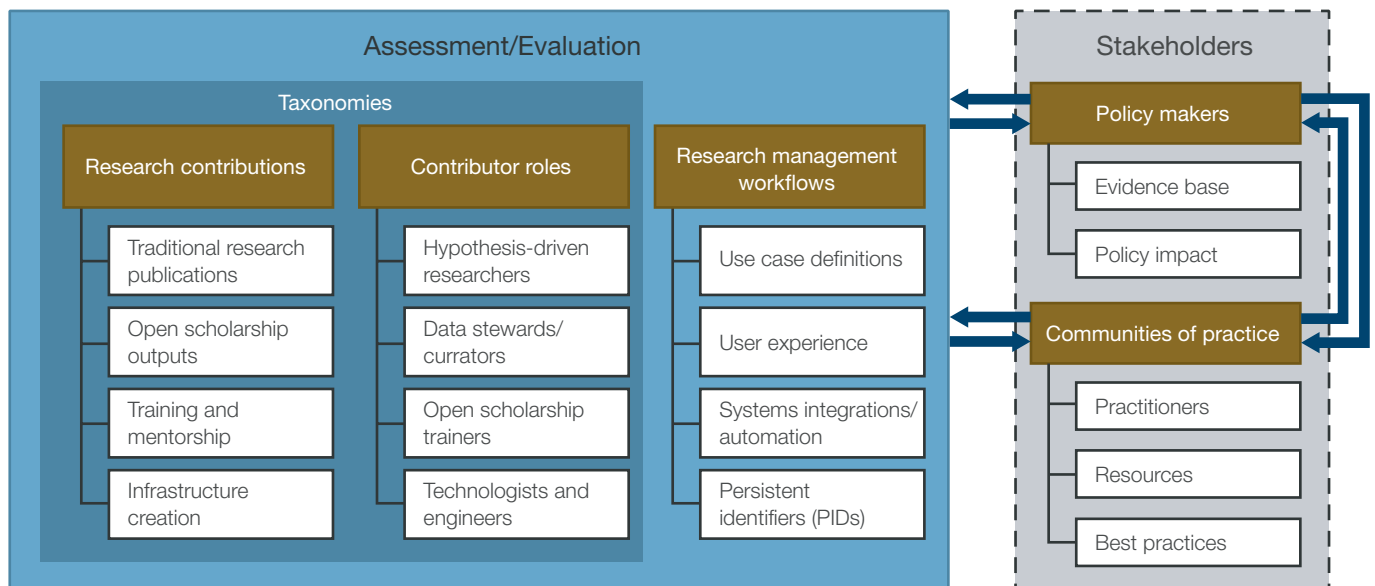 Assessment/Evaluation
Taxonomies
Research contributions
Traditional research
publications
Open scholarship
outputs
Training and
mentorship
Infrastructure
creation
Contributor roles
Hypothesis-driven
researchers
Data stewards/
currators
Open scholarship
trainers
Technologists and
engineers
Research management
workflows
Use case definitions
User experience
Systems integrations/
automation
Persistent
identifiers (PIDs)
Stakeholders
Policy makers
Evidence base
Policy impact
Communities of practice
Practitioners
Resources
Best practices